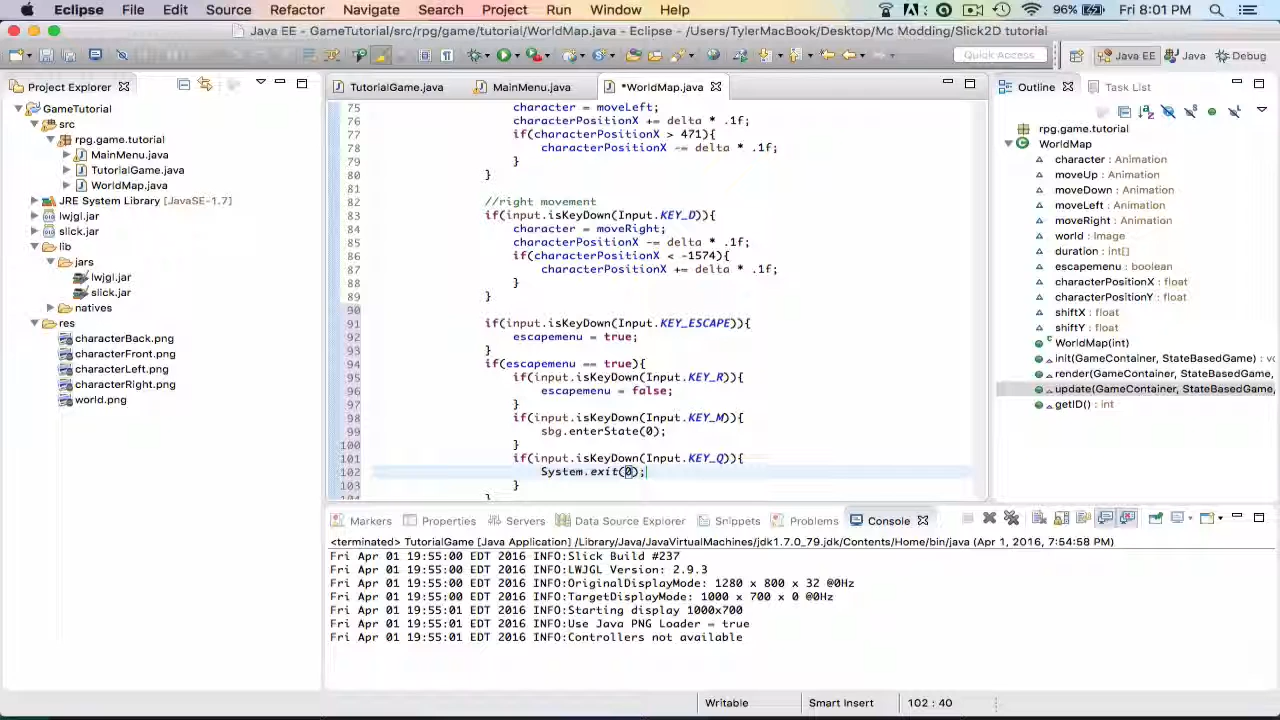 Eclipse File Edit Source Refactor Navigate Search Project Run Window Help 96% Fri 8:01 PM
Java EE - GameTutorial/src/rpg/game/tutorial/WorldMap.java - Eclipse - /Users/TylerMacBook/Desktop/Mc Modding/Slick2D tutorial
Quick Access Java EE Java Debug
Project Explorer
GameTutorial
src
rpg.game.tutorial
MainMenu.java
TutorialGame.java
WorldMap.java
JRE System Library [JavaSE-1.7]
lwjgl.jar
slick.jar
lib
jars
lwjgl.jar
slick.jar
natives
res
characterBack.png
characterFront.png
characterLeft.png
characterRight.png
world.png
TutorialGame.java MainMenu.java *WorldMap.java
75 character = moveLeft;
76 characterPositionX += delta * .1f;
77 if(characterPositionX > 471){
78 characterPositionX -= delta * .1f;
79 }
80 }
81
82 //right movement
83 if(input.isKeyDown(Input.KEY_D)){
84 character = moveRight;
85 characterPositionX -= delta * .1f;
86 if(characterPositionX < -1574){
87 characterPositionX += delta * .1f;
88 }
89 }
90
91 if(input.isKeyDown(Input.KEY_ESCAPE)){
92 escapemenu = true;
93 }
94 if(escapemenu == true){
95 if(input.isKeyDown(Input.KEY_R)){
96 escapemenu = false;
97 }
98 if(input.isKeyDown(Input.KEY_M)){
99 sbg.enterState(0);
100 }
101 if(input.isKeyDown(Input.KEY_Q)){
102 System.exit(0);
103 }
Outline Task List
rpg.game.tutorial
WorldMap
character : Animation
moveUp : Animation
moveDown : Animation
moveLeft : Animation
moveRight : Animation
world : Image
duration : int[]
escapemenu : boolean
characterPositionX : float
characterPositionY : float
shiftX : float
shiftY : float
WorldMap(int)
init(GameContainer, StateBasedGame) : vo
render(GameContainer, StateBasedGame,
update(GameContainer, StateBasedGame,
getID() : int
Markers Properties Servers Data Source Explorer Snippets Problems Console
<terminated> TutorialGame [Java Application] /Library/Java/JavaVirtualMachines/jdk1.7.0_79.jdk/Contents/Home/bin/java (Apr 1, 2016, 7:54:58 PM)
Fri Apr 01 19:55:00 EDT 2016 INFO:Slick Build #237
Fri Apr 01 19:55:00 EDT 2016 INFO:LWJGL Version: 2.9.3
Fri Apr 01 19:55:00 EDT 2016 INFO:OriginalDisplayMode: 1280 x 800 x 32 @0Hz
Fri Apr 01 19:55:00 EDT 2016 INFO:TargetDisplayMode: 1000 x 700 x 0 @0Hz
Fri Apr 01 19:55:01 EDT 2016 INFO:Starting display 1000x700
Fri Apr 01 19:55:01 EDT 2016 INFO:Use Java PNG Loader = true
Fri Apr 01 19:55:01 EDT 2016 INFO:Controllers not available
Writable Smart Insert 102 : 40